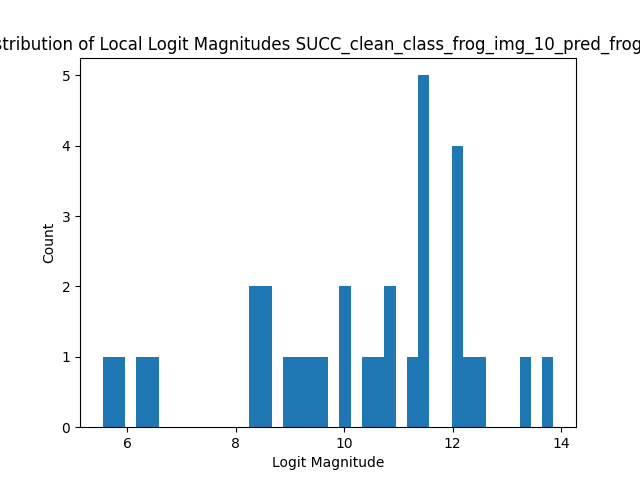 stribution of Local Logit Magnitudes SUCC_clean_class_frog_img_10_pred_frog
5
4
3
2
1
0
Count
6 8 10 12 14
Logit Magnitude